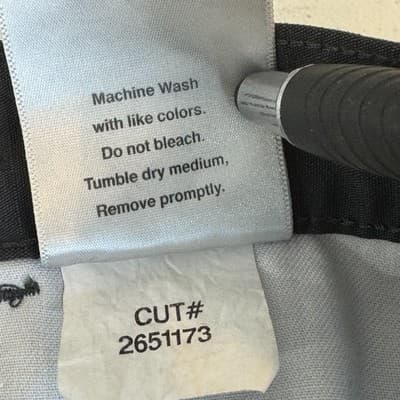 Machine Wash
with like colors.
Do not bleach.
Tumble dry medium,
Remove promptly.
CUT#
2651173